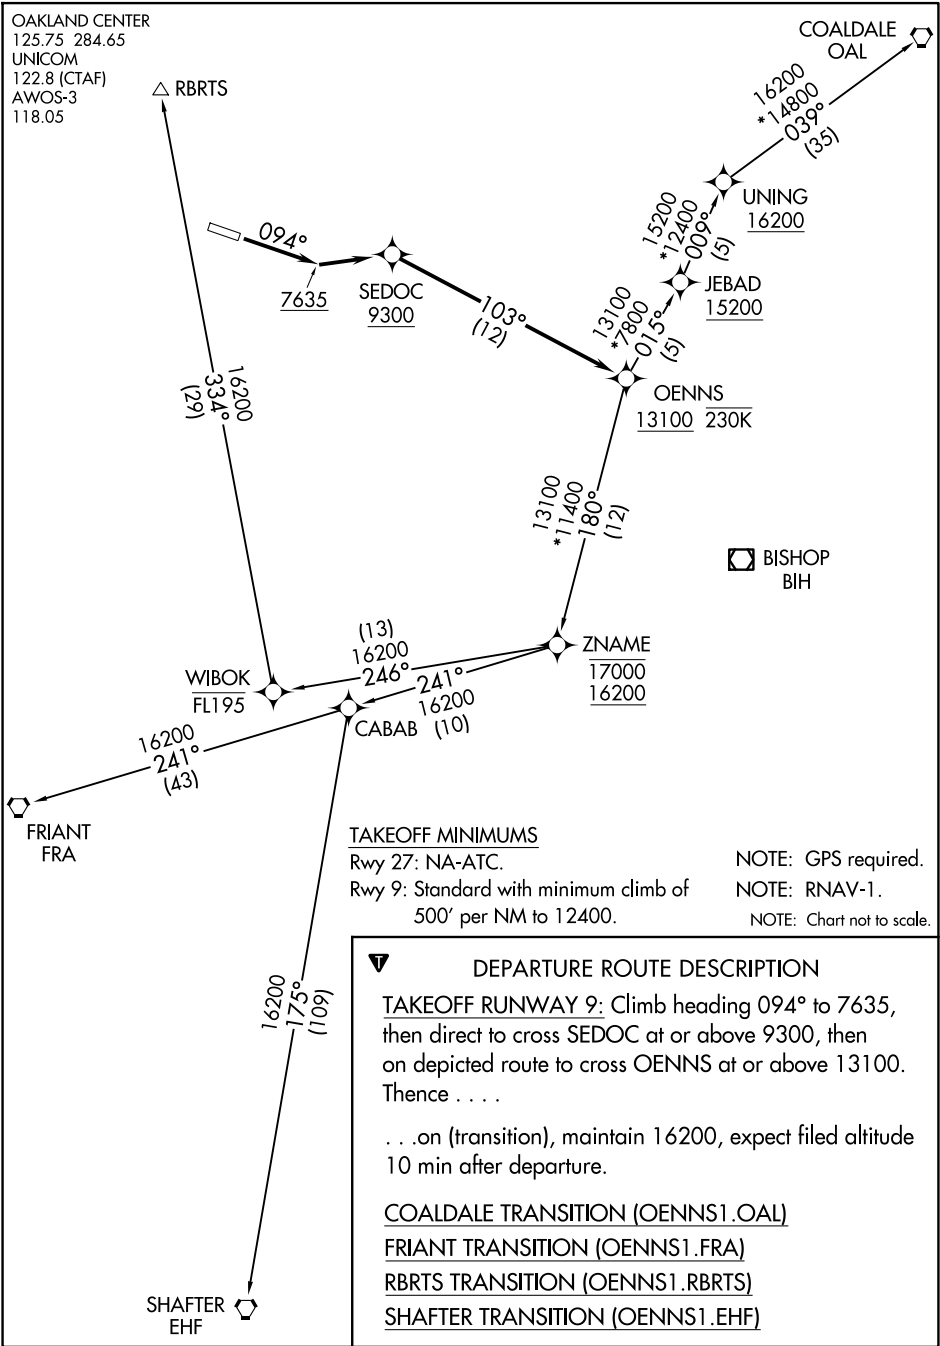 OAKLAND CENTER
125.75 284.65
UNICOM
122.8 (CTAF)
AWOS-3
118.05
RBRTS
COALDALE
OAL
16200
*14800
039°
(35)
UNING
16200
15200
*12400
009°
(5)
JEBAD
15200
13100
*7800
015°
(5)
094°
7635
SEDOC
9300
103°
(12)
OENNS
13100 230K
16200
334°
(29)
13100
*11400
180°
(12)
BISHOP
BIH
ZNAME
17000
16200
(13)
16200
246°
WIBOK
FL195
241°
16200
(10)
CABAB
16200
241°
(43)
FRIANT
FRA
16200
175°
(109)
SHAFTER
EHF
TAKEOFF MINIMUMS
Rwy 27: NA-ATC.
Rwy 9: Standard with minimum climb of
500' per NM to 12400.
NOTE: GPS required.
NOTE: RNAV-1.
NOTE: Chart not to scale.
T
DEPARTURE ROUTE DESCRIPTION
TAKEOFF RUNWAY 9: Climb heading 094° to 7635,
then direct to cross SEDOC at or above 9300, then
on depicted route to cross OENNS at or above 13100.
Thence . . . .
. . .on (transition), maintain 16200, expect filed altitude
10 min after departure.
COALDALE TRANSITION (OENNS1.OAL)
FRIANT TRANSITION (OENNS1.FRA)
RBRTS TRANSITION (OENNS1.RBRTS)
SHAFTER TRANSITION (OENNS1.EHF)